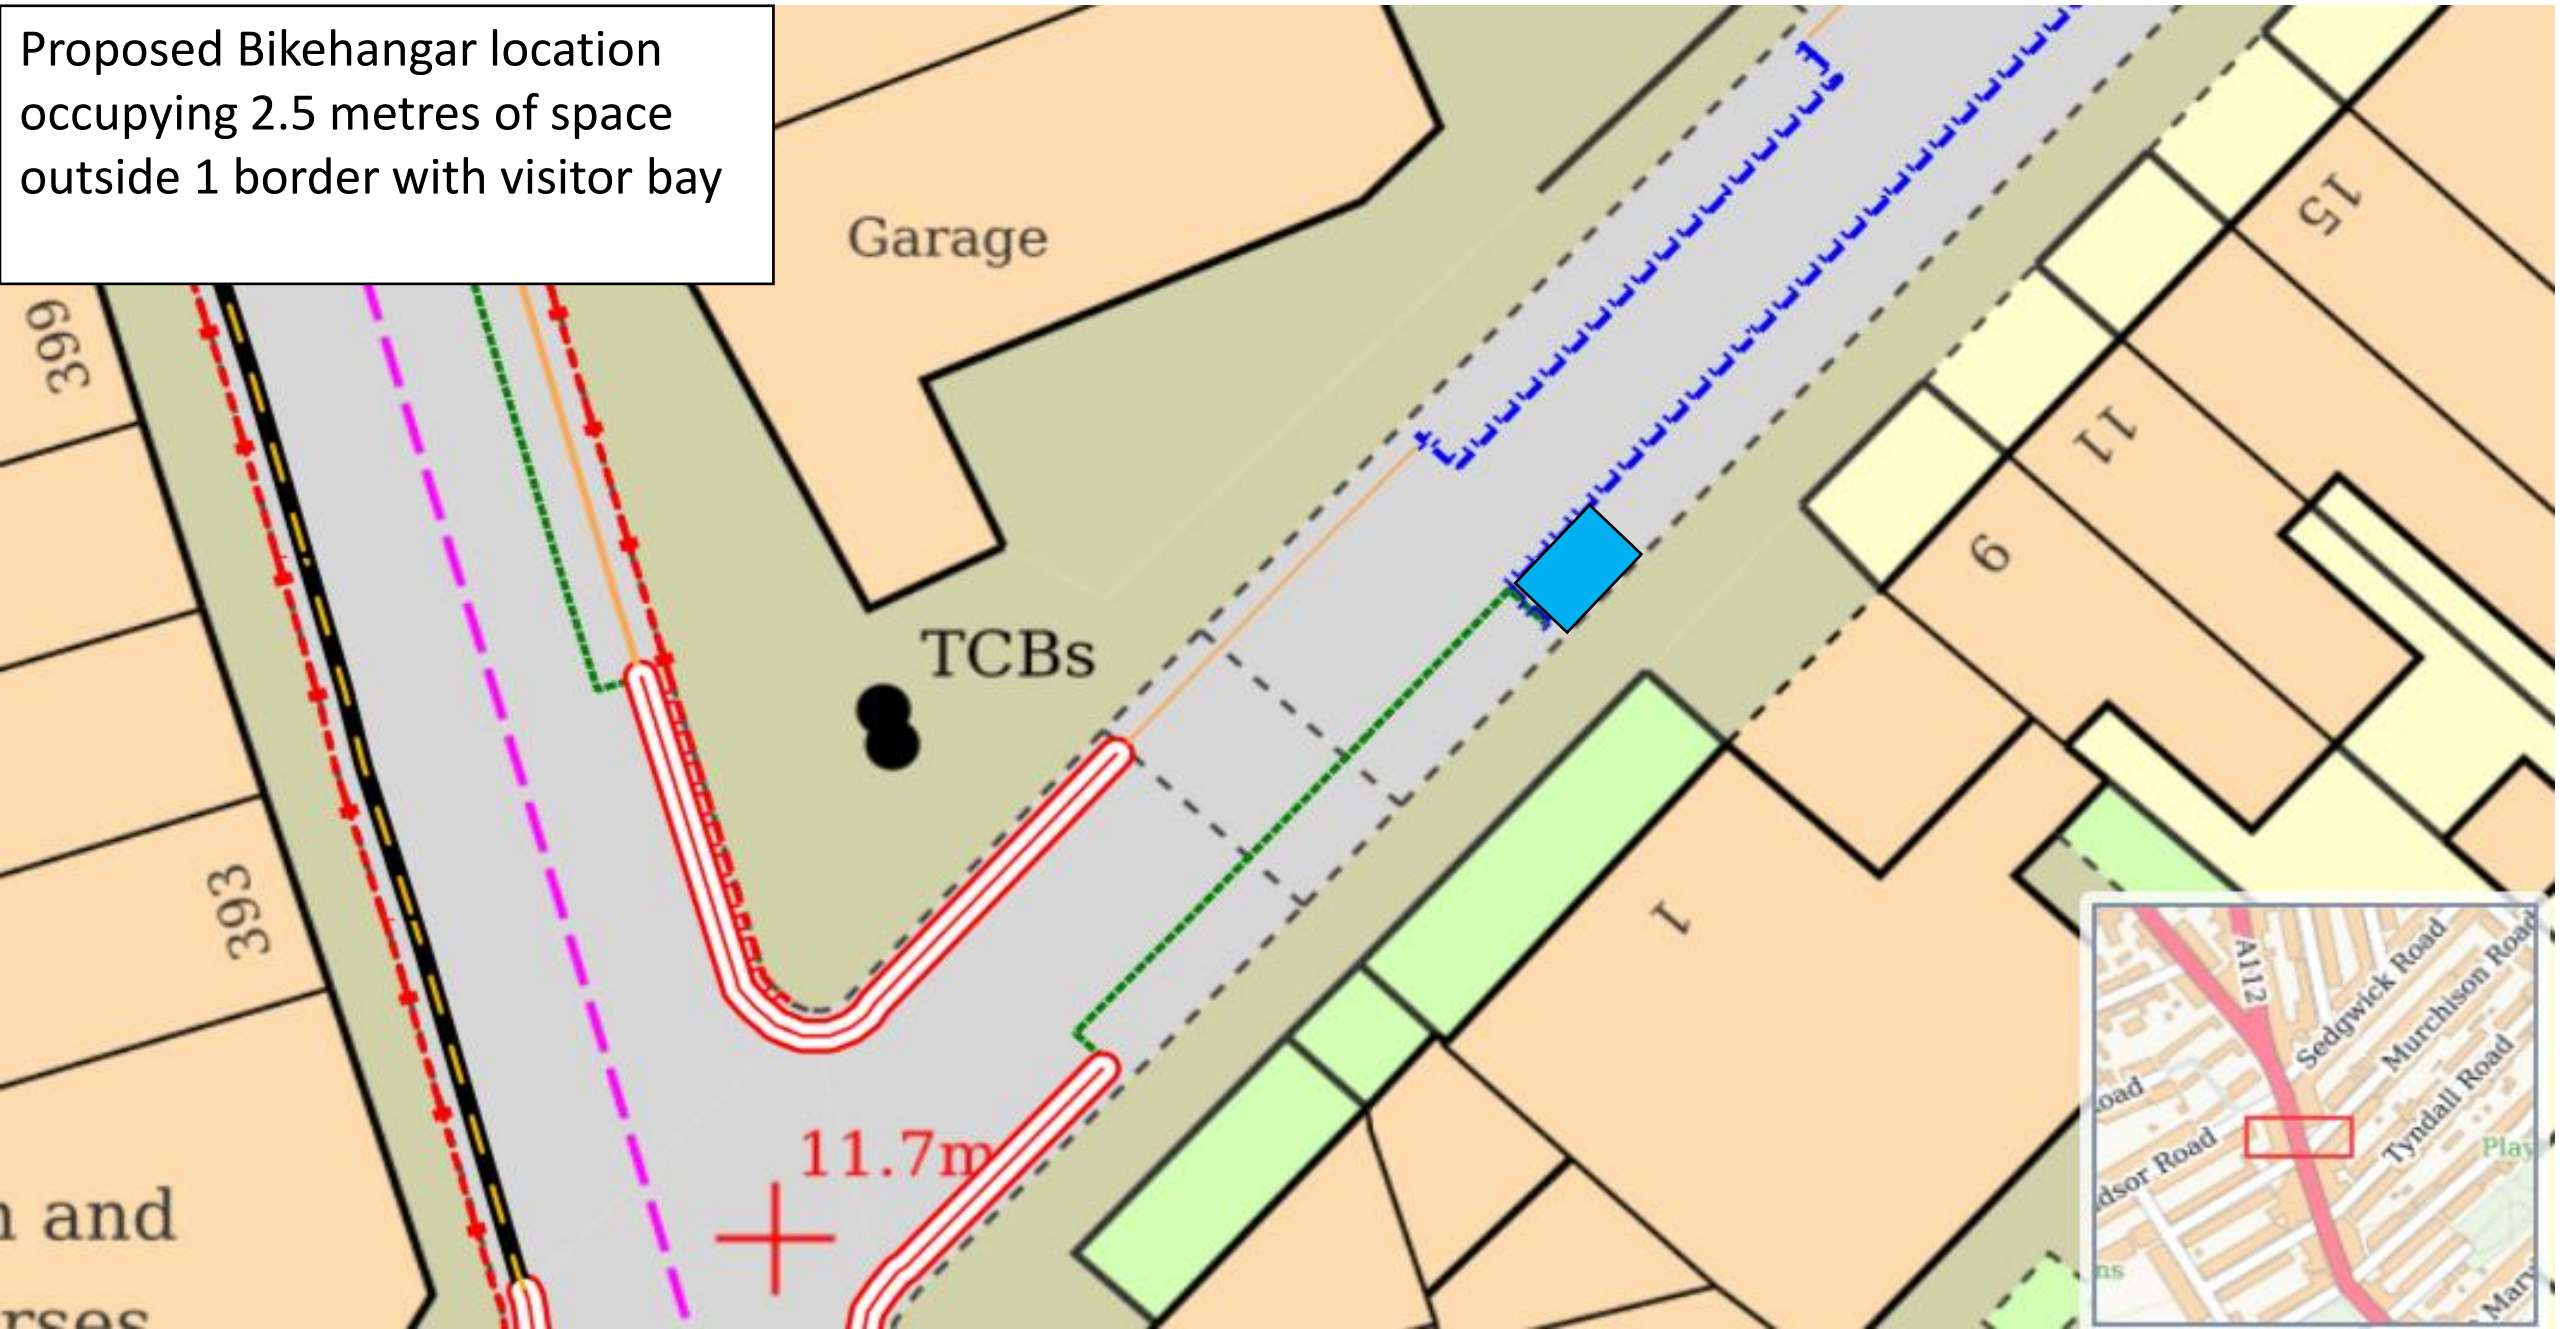 Proposed Bikehangar location
occupying 2.5 metres of space
outside 1 border with visitor bay
Garage
399
15
11
9
TCBs
1
393
11.7m
and
A112
Sedgwick Road
Murchison Road
Tyndall Road
Road
Play